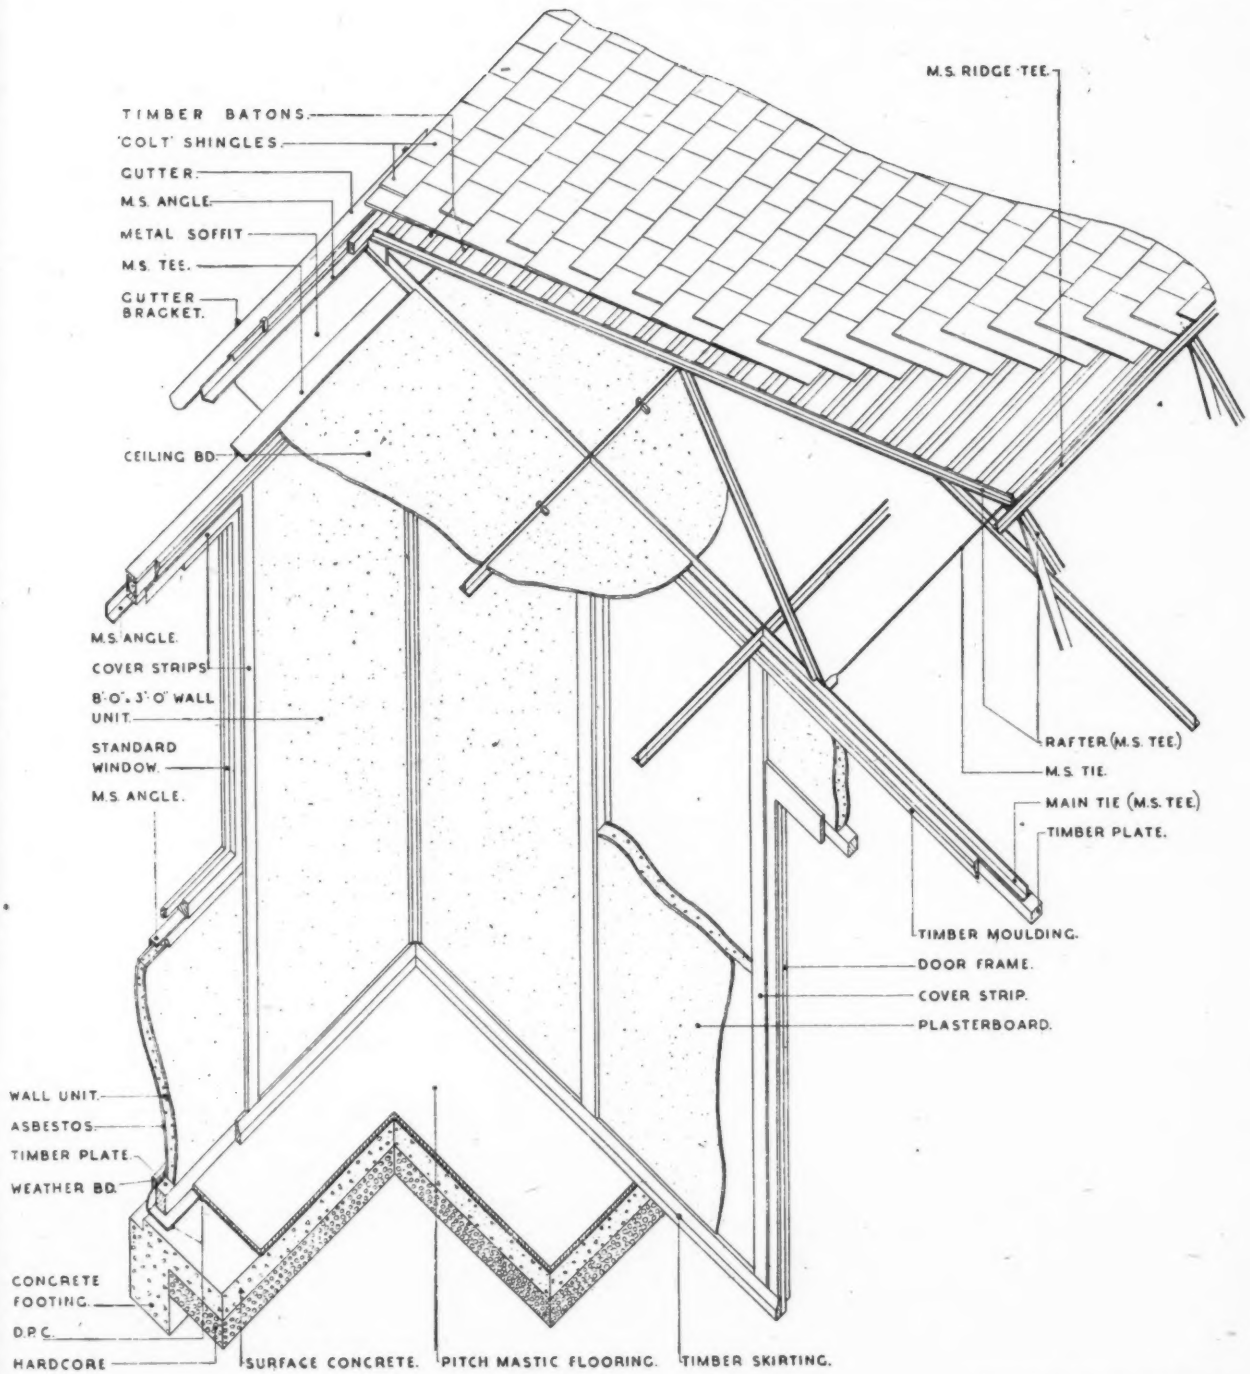 M.S. RIDGE TEE.
TIMBER BATONS.
'COLT' SHINGLES.
GUTTER.
M.S. ANGLE
METAL SOFFIT
M.S. TEE.
GUTTER
BRACKET.
CEILING BD.
M.S. ANGLE.
COVER STRIPS
8'-0" × 3'-0" WALL
UNIT.
STANDARD
WINDOW.
M.S. ANGLE.
RAFTER.(M.S. TEE.)
M.S. TIE.
MAIN TIE (M.S. TEE.)
TIMBER PLATE.
TIMBER MOULDING.
DOOR FRAME.
COVER STRIP.
PLASTERBOARD.
WALL UNIT.
ASBESTOS.
TIMBER PLATE.
WEATHER BD.
CONCRETE
FOOTING.
D.P.C.
HARDCORE
SURFACE CONCRETE.
PITCH MASTIC FLOORING.
TIMBER SKIRTING.